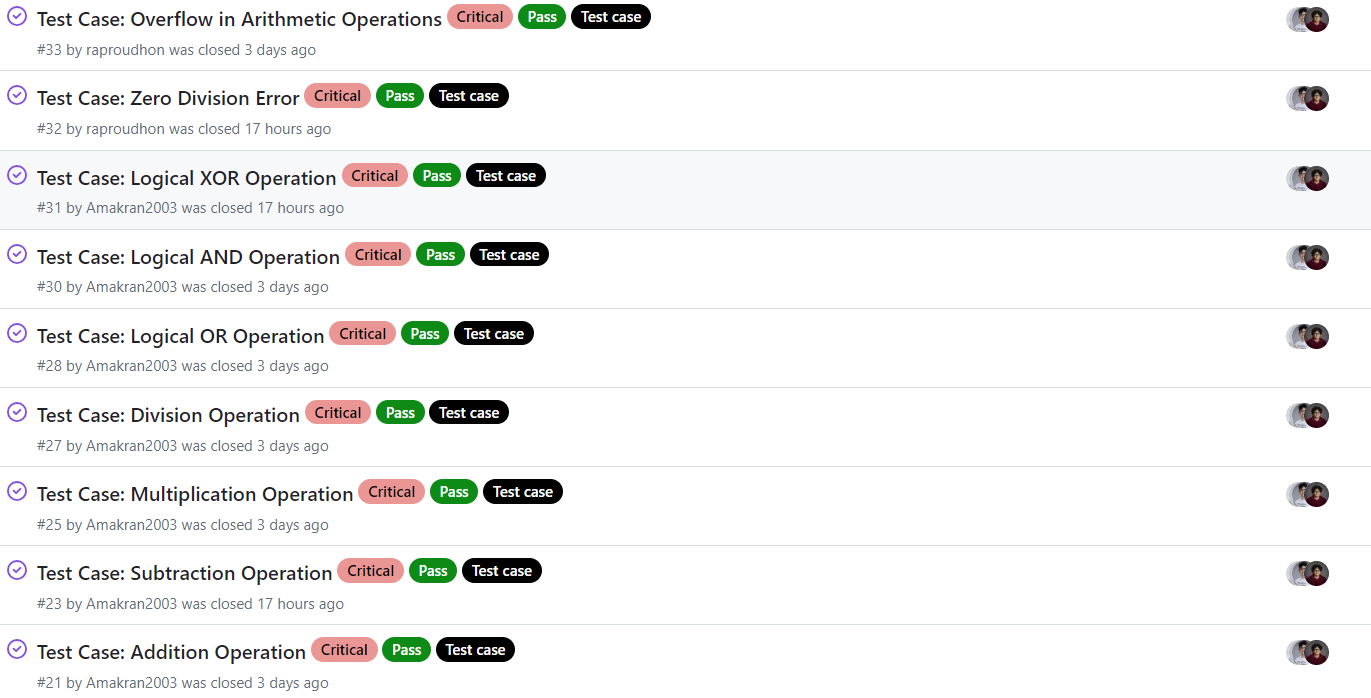 Test Case: Overflow in Arithmetic Operations Critical Pass Test case
#33 by raproudhon was closed 3 days ago
Test Case: Zero Division Error Critical Pass Test case
#32 by raproudhon was closed 17 hours ago
Test Case: Logical XOR Operation Critical Pass Test case
#31 by Amakran2003 was closed 17 hours ago
Test Case: Logical AND Operation Critical Pass Test case
#30 by Amakran2003 was closed 3 days ago
Test Case: Logical OR Operation Critical Pass Test case
#28 by Amakran2003 was closed 3 days ago
Test Case: Division Operation Critical Pass Test case
#27 by Amakran2003 was closed 3 days ago
Test Case: Multiplication Operation Critical Pass Test case
#25 by Amakran2003 was closed 3 days ago
Test Case: Subtraction Operation Critical Pass Test case
#23 by Amakran2003 was closed 17 hours ago
Test Case: Addition Operation Critical Pass Test case
#21 by Amakran2003 was closed 3 days ago